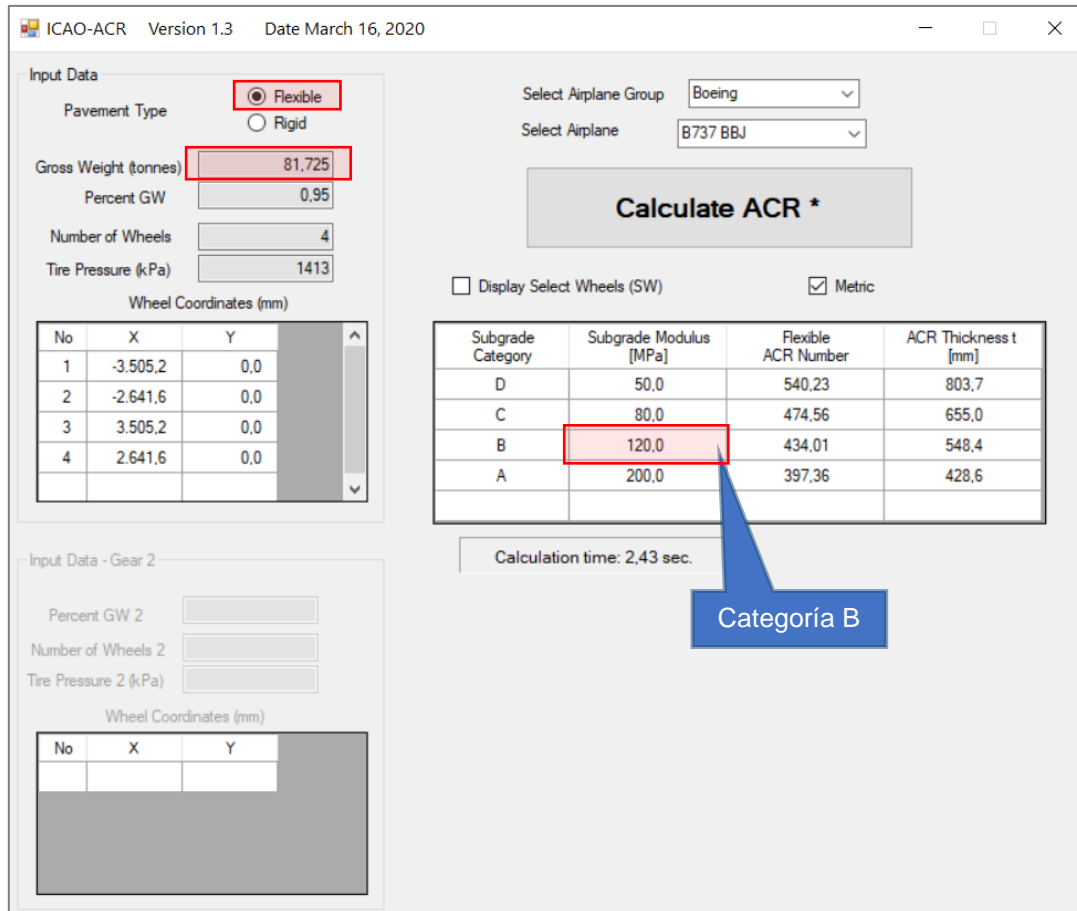 ICAO-ACR Version 1.3 Date March 16, 2020
Input Data
Pavement Type
Flexible
Rigid
Gross Weight (tonnes) 81,725
Percent GW 0,95
Number of Wheels 4
Tire Pressure (kPa) 1413
Wheel Coordinates (mm)
No X Y
1 -3.505,2 0,0
2 -2.641,6 0,0
3 3.505,2 0,0
4 2.641,6 0,0
Input Data - Gear 2
Percent GW 2
Number of Wheels 2
Tire Pressure 2 (kPa)
Wheel Coordinates (mm)
No X Y
Select Airplane Group Boeing
Select Airplane B737 BBJ
Calculate ACR *
Display Select Wheels (SW) Metric
Subgrade Category Subgrade Modulus [MPa] Flexible ACR Number ACR Thickness t [mm]
D 50,0 540,23 803,7
C 80,0 474,56 655,0
B 120,0 434,01 548,4
A 200,0 397,36 428,6
Calculation time: 2,43 sec.
Categoría B